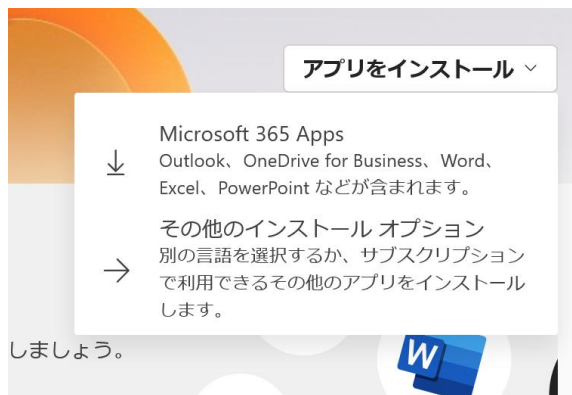 アプリをインストール
Microsoft 365 Apps
Outlook、OneDrive for Business、Word、
Excel、PowerPoint などが含まれます。
その他のインストール オプション
別の言語を選択するか、サブスクリプション
で利用できるその他のアプリをインストール
します。
しましょう。
W